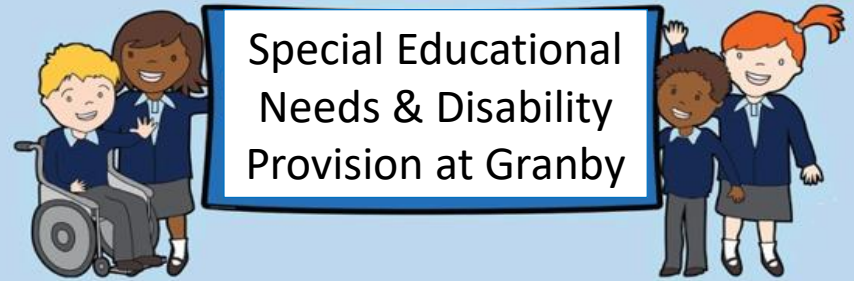 Special Educational
Needs & Disability
Provision at Granby